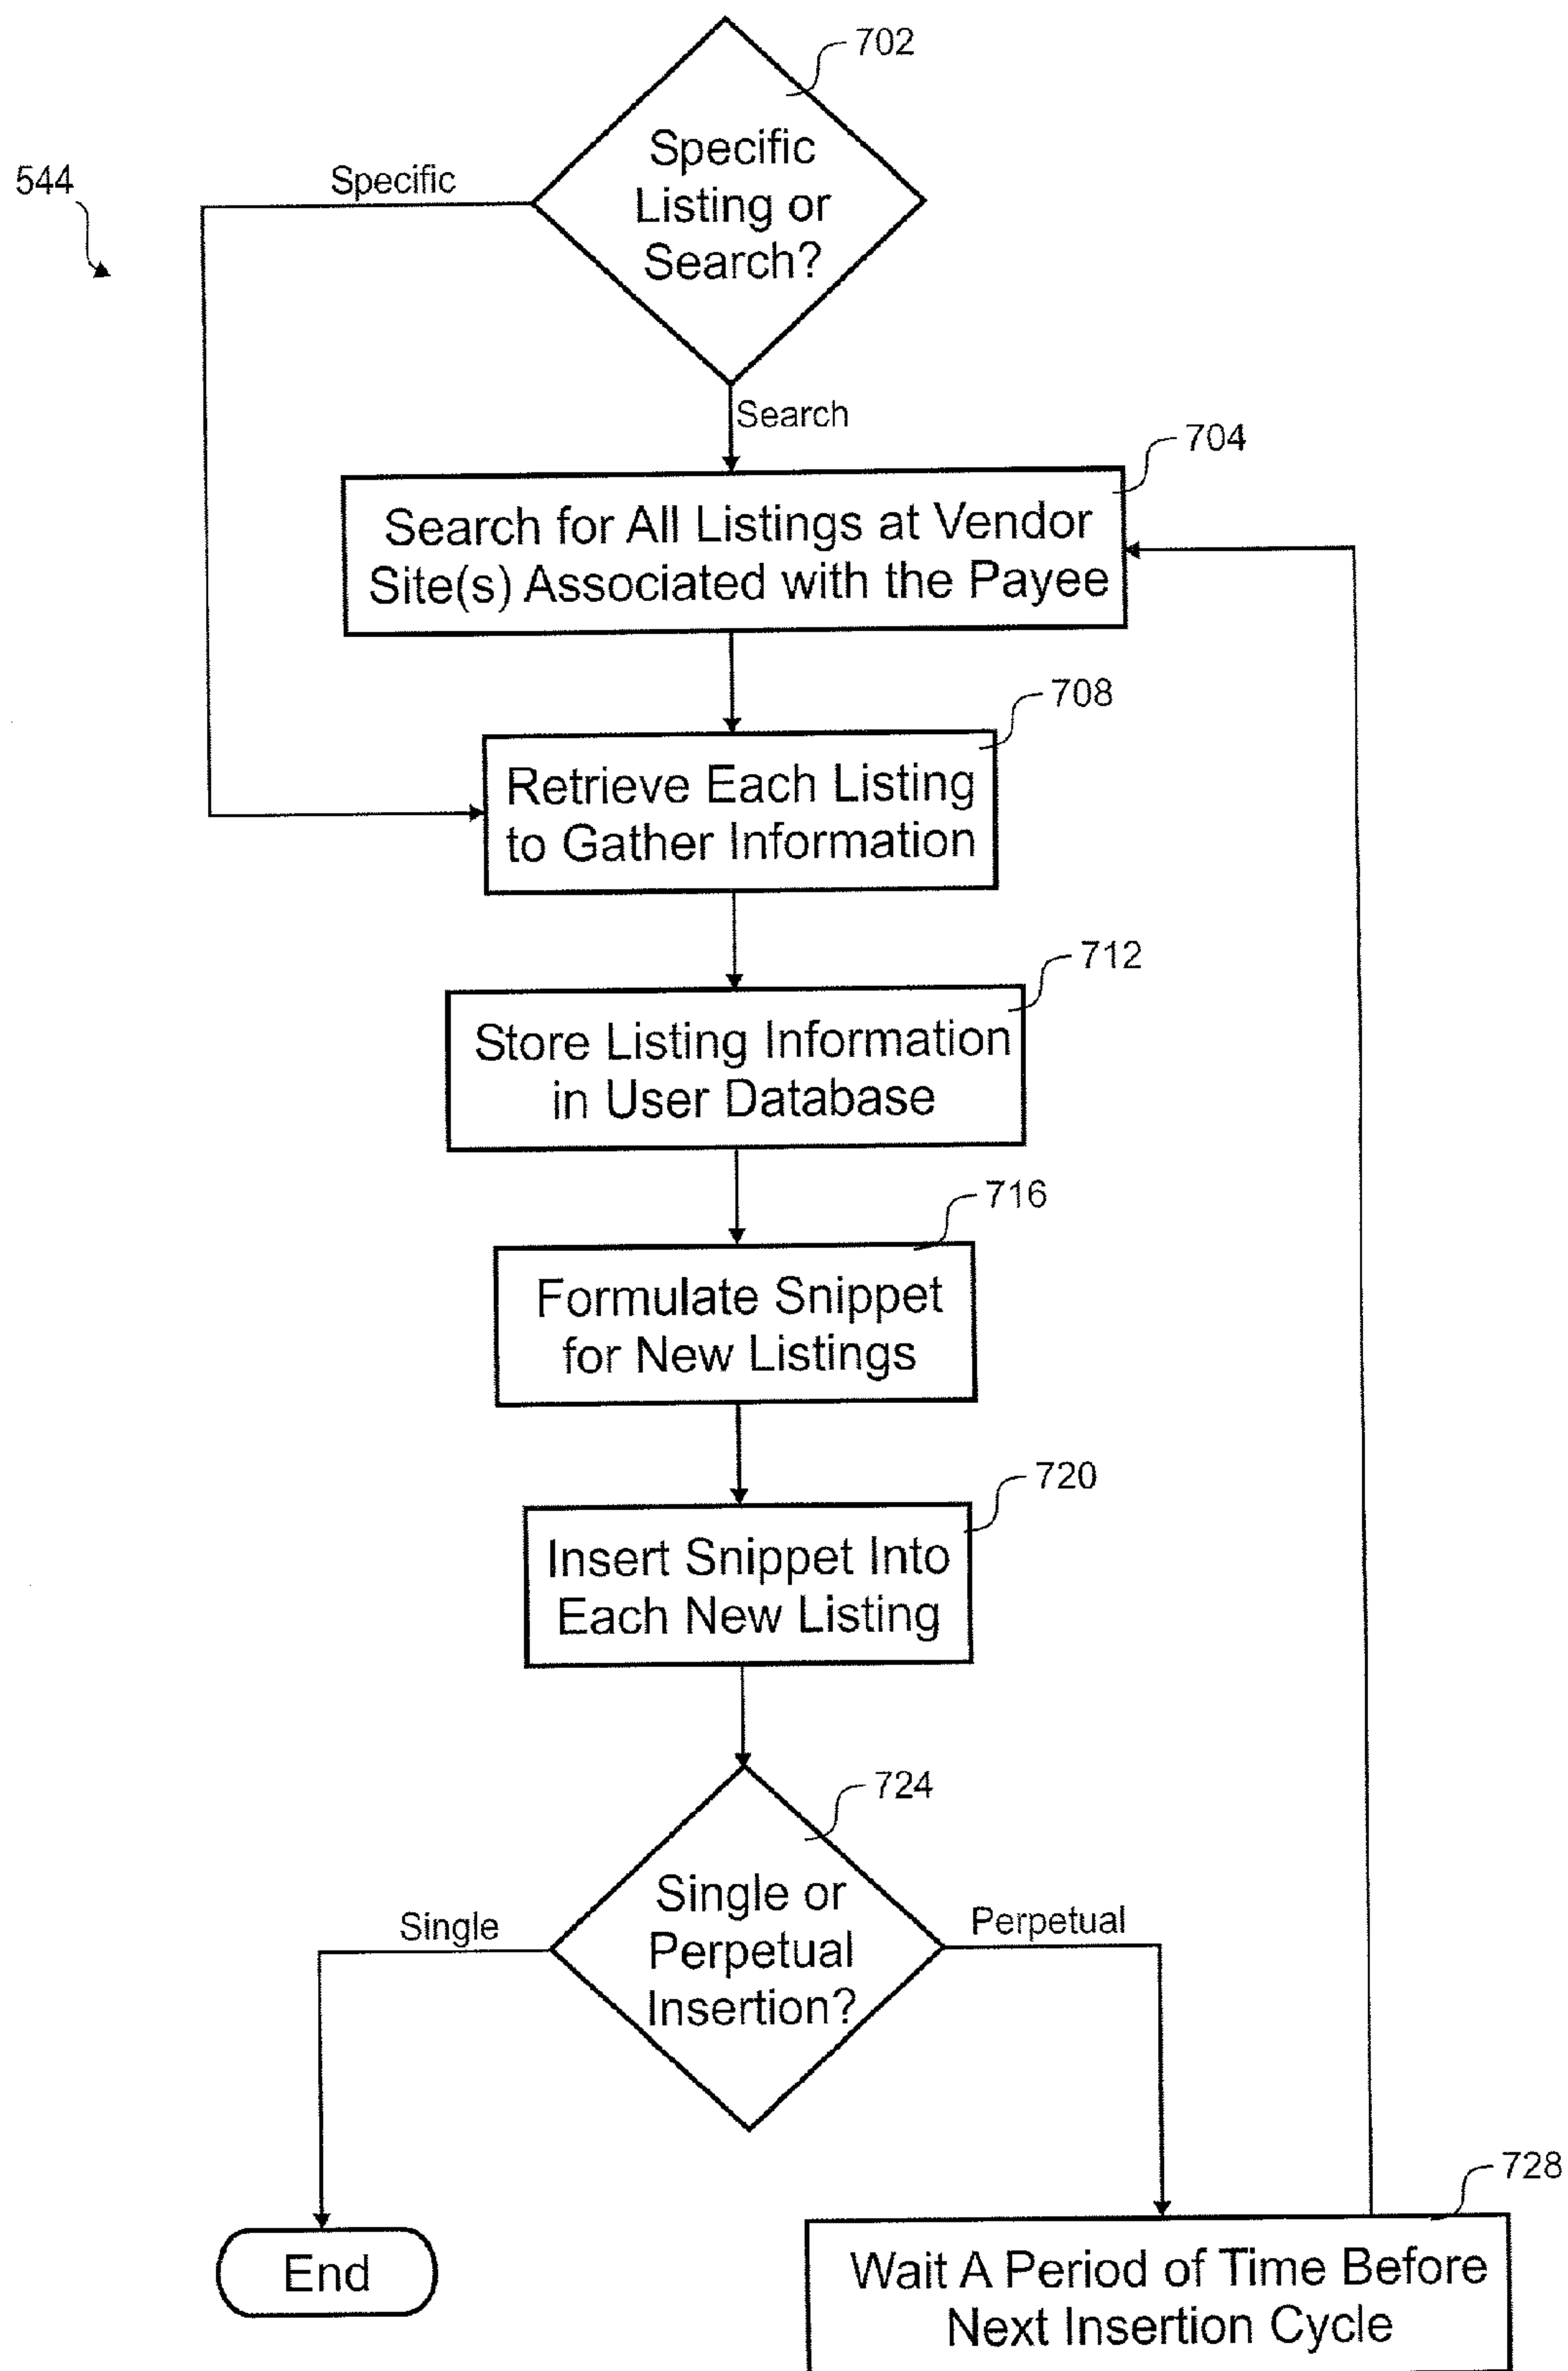 702
Specific
Listing or
Search?
544
Specific
Search
704
Search for All Listings at Vendor
Site(s) Associated with the Payee
708
Retrieve Each Listing
to Gather Information
712
Store Listing Information
in User Database
716
Formulate Snippet
for New Listings
720
Insert Snippet Into
Each New Listing
724
Single or
Perpetual
Insertion?
Single
Perpetual
End
728
Wait A Period of Time Before
Next Insertion Cycle